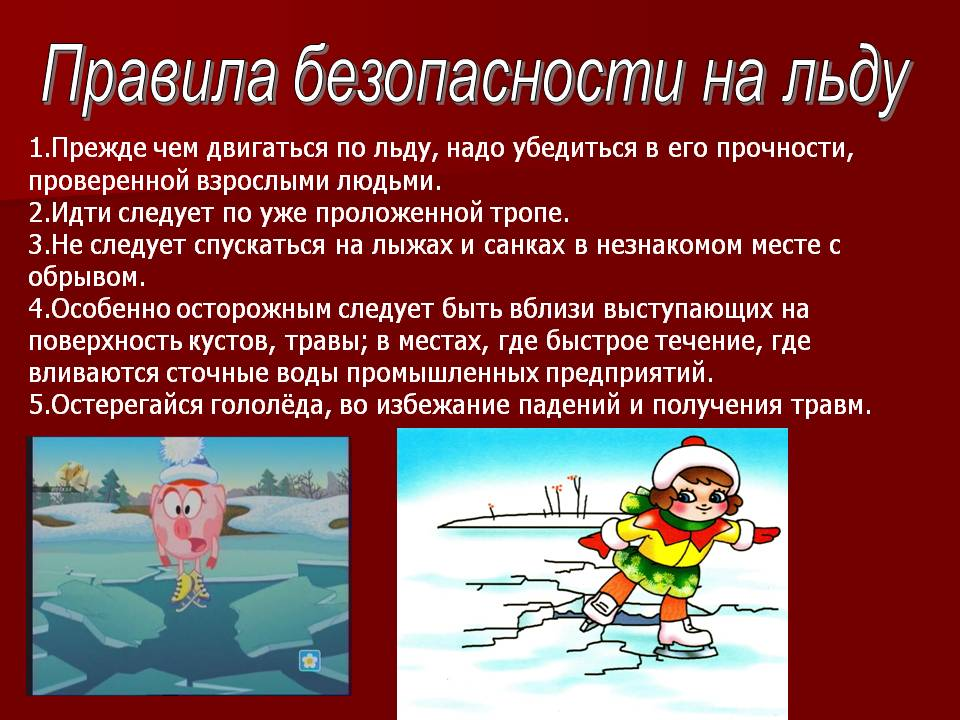 Правила безопасности на льду
1.Прежде чем двигаться по льду, надо убедиться в его прочности,
проверенной взрослыми людьми.
2.Идти следует по уже проложенной тропе.
3.Не следует спускаться на лыжах и санках в незнакомом месте с
обрывом.
4.Особенно осторожным следует быть вблизи выступающих на
поверхность кустов, травы; в местах, где быстрое течение, где
вливаются сточные воды промышленных предприятий.
5.Остерегайся гололёда, во избежание падений и получения травм.